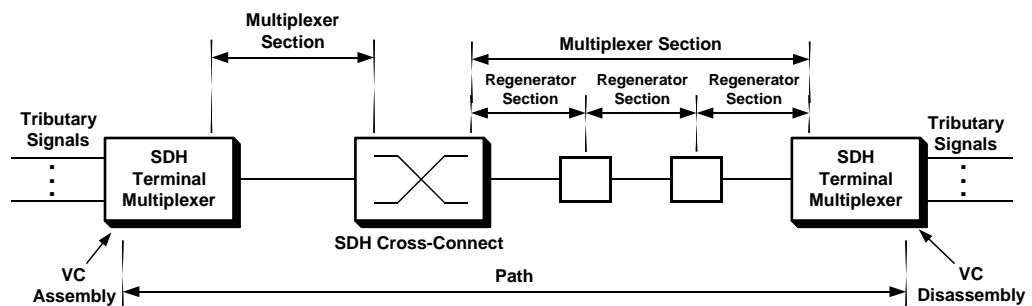 Multiplexer
Section
Multiplexer Section
Regenerator
Section
Regenerator
Section
Regenerator
Section
Tributary
Signals
SDH
Terminal
Multiplexer
SDH Cross-Connect
SDH
Terminal
Multiplexer
Tributary
Signals
VC
Assembly
Path
VC
Disassembly